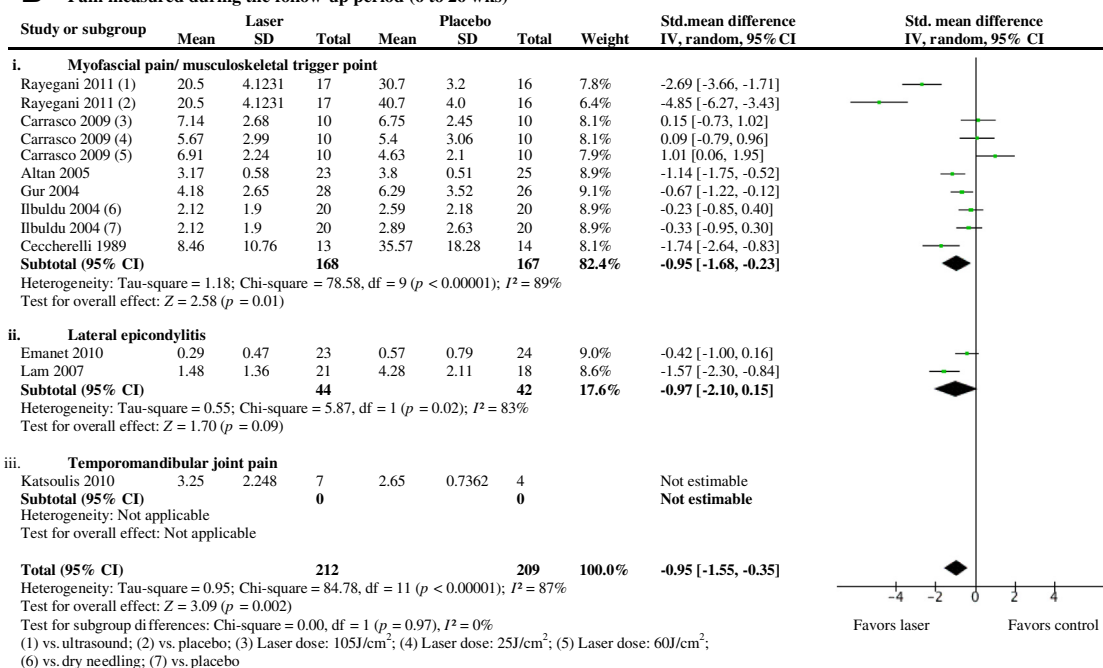 Study or subgroup Laser Placebo Std.mean difference Std. mean difference
Mean SD Total Mean SD Total Weight IV, random, 95%CI IV, random, 95%CI
i. Myofascial pain/ musculoskeletal trigger point
Rayegani 2011 (1) 20.5 4.1231 17 30.7 3.2 16 7.8% -2.69 [-3.66, -1.71]
Rayegani 2011 (2) 20.5 4.1231 17 40.7 4.0 16 6.4% -4.85 [-6.27, -3.43]
Carrasco 2009 (3) 7.14 2.68 10 6.75 2.45 10 8.1% 0.15 [-0.73, 1.02]
Carrasco 2009 (4) 5.67 2.99 10 5.4 3.06 10 8.1% 0.09 [-0.79, 0.96]
Carrasco 2009 (5) 6.91 2.24 10 4.63 2.1 10 7.9% 1.01 [0.06, 1.95]
Altan 2005 3.17 0.58 23 3.8 0.51 25 8.9% -1.14 [-1.75, -0.52]
Gur 2004 4.18 2.65 28 6.29 3.52 26 9.1% -0.67 [-1.22, -0.12]
Ilbuldu 2004 (6) 2.12 1.9 20 2.59 2.18 20 8.9% -0.23 [-0.85, 0.40]
Ilbuldu 2004 (7) 2.12 1.9 20 2.89 2.63 20 8.9% -0.33 [-0.95, 0.30]
Ceccherelli 1989 8.46 10.76 13 35.57 18.28 14 8.1% -1.74 [-2.64, -0.83]
Subtotal (95% CI) 168 167 82.4% -0.95 [-1.68, -0.23]
Heterogeneity: Tau-square = 1.18; Chi-square = 78.58, df = 9 (p < 0.00001); I² = 89%
Test for overall effect: Z = 2.58 (p = 0.01)
ii. Lateral epicondylitis
Emanet 2010 0.29 0.47 23 0.57 0.79 24 9.0% -0.42 [-1.00, 0.16]
Lam 2007 1.48 1.36 21 4.28 2.11 18 8.6% -1.57 [-2.30, -0.84]
Subtotal (95% CI) 44 42 17.6% -0.97 [-2.10, 0.15]
Heterogeneity: Tau-square = 0.55; Chi-square = 5.87, df = 1 (p = 0.02); I² = 83%
Test for overall effect: Z = 1.70 (p = 0.09)
iii. Temporomandibular joint pain
Katsoulis 2010 3.25 2.248 7 2.65 0.7362 4 Not estimable
Subtotal (95% CI) 0 0 Not estimable
Heterogeneity: Not applicable
Test for overall effect: Not applicable
Total (95% CI) 212 209 100.0% -0.95 [-1.55, -0.35]
Heterogeneity: Tau-square = 0.95; Chi-square = 84.78, df = 11 (p < 0.00001); I² = 87%
Test for overall effect: Z = 3.09 (p = 0.002)
Test for subgroup differences: Chi-square = 0.00, df = 1 (p = 0.97), I² = 0%
(1) vs. ultrasound; (2) vs. placebo; (3) Laser dose: 105J/cm²; (4) Laser dose: 25J/cm²; (5) Laser dose: 60J/cm²;
(6) vs. dry needling; (7) vs. placebo
-4 -2 0 2 4
Favors laser Favors control